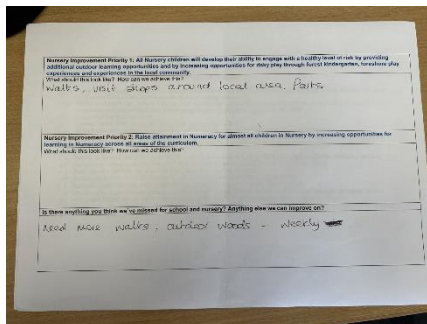 Nursery Improvement Priority 1: All Nursery children will develop their ability to engage with a healthy level of risk by providing
additional outdoor learning opportunities and by increasing opportunities for risky play through forest kindergarten, foreshore play
experiences and experiences in the local community.
What should this look like? How can we achieve this?
Walks, visit shops around local area, Parks
Nursery Improvement Priority 2: Raise attainment in Numeracy for almost all children in Nursery by increasing opportunities for
learning in Numeracy across all areas of the curriculum.
What should this look like? How can we achieve this?
Is there anything you think we've missed for school and nursery? Anything else we can improve on?
Need more walks, outdoor woods - weekly